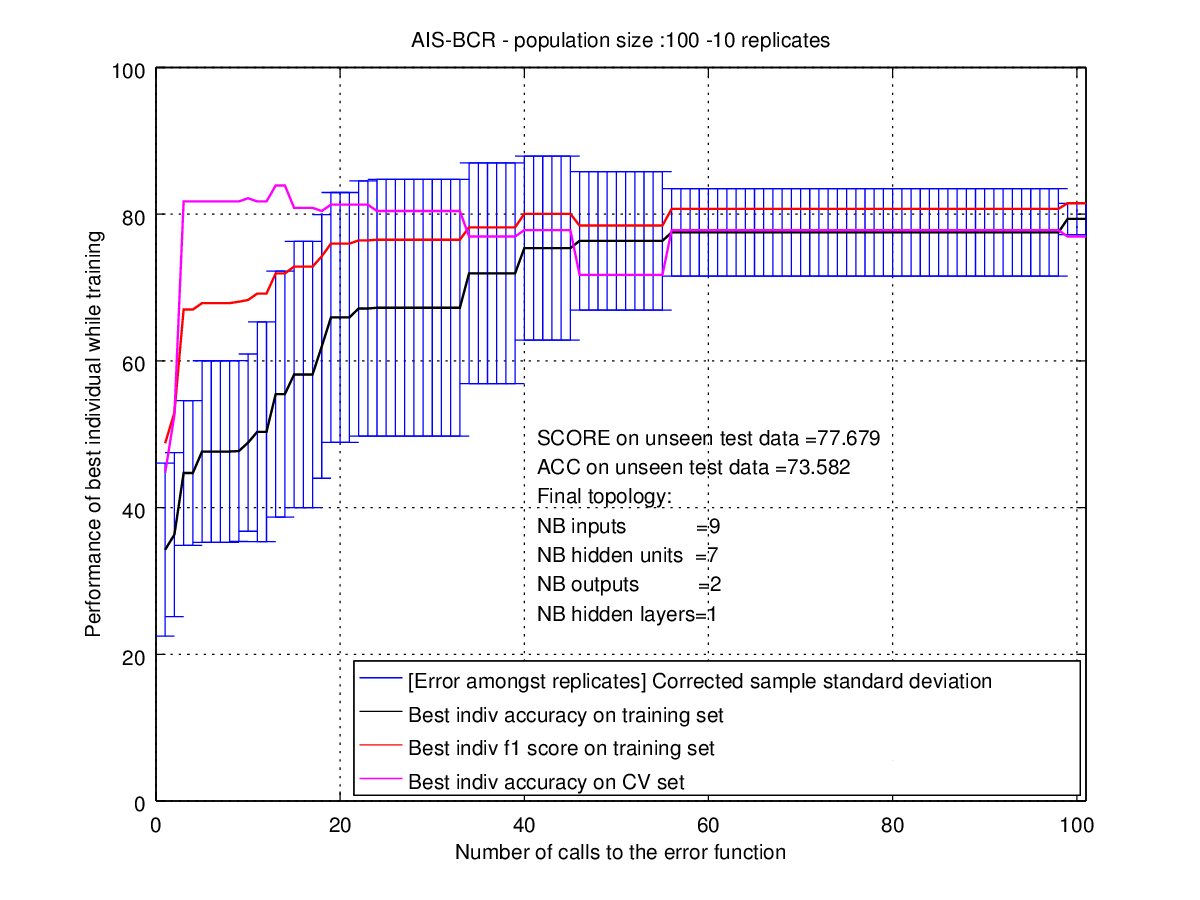 AIS-BCR - population size :100 -10 replicates
Performance of best individual while training
100
80
60
40
20
0
SCORE on unseen test data =77.679
ACC on unseen test data =73.582
Final topology:
NB inputs =9
NB hidden units =7
NB outputs =2
NB hidden layers=1
[Error amongst replicates] Corrected sample standard deviation
Best indiv accuracy on training set
Best indiv f1 score on training set
Best indiv accuracy on CV set
0 20 40 60 80 100
Number of calls to the error function